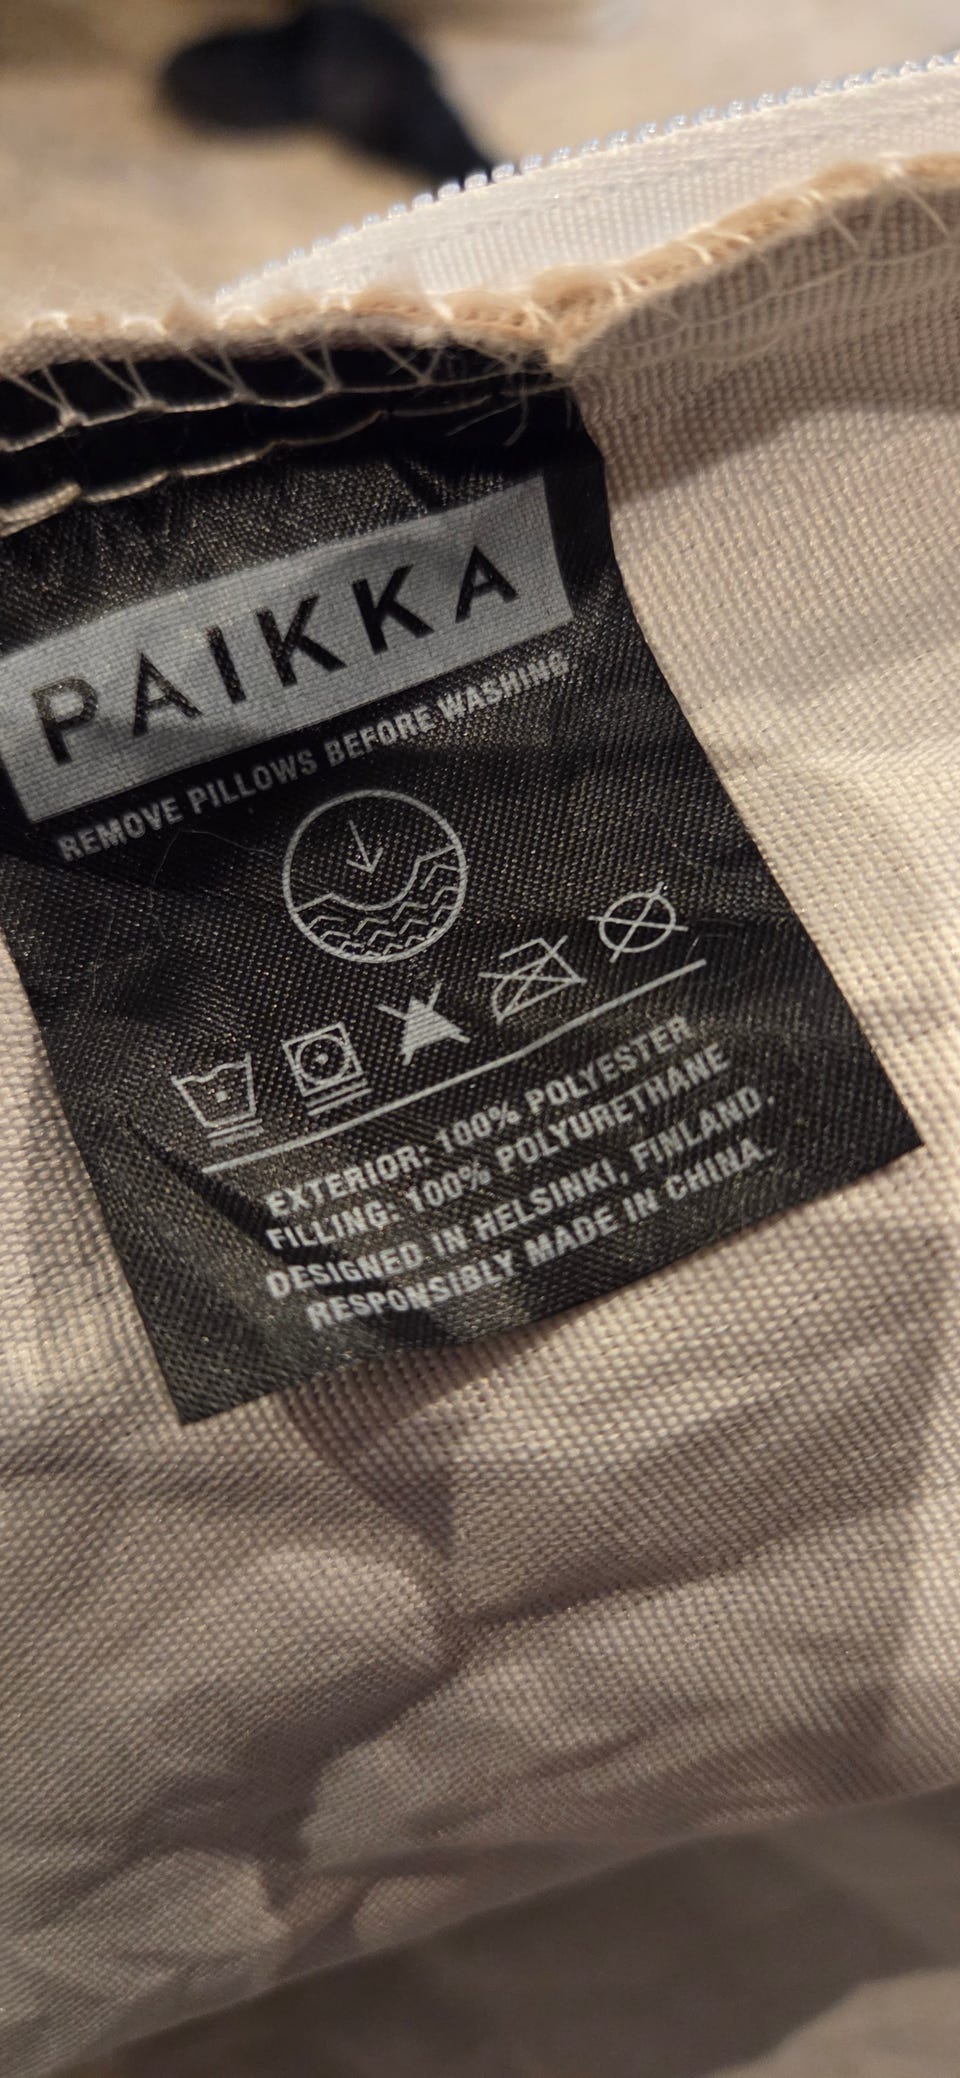 PAIKKA
REMOVE PILLOWS BEFORE WASHING
EXTERIOR: 100% POLYESTER
FILLING: 100% POLYURETHANE
DESIGNED IN HELSINKI, FINLAND.
RESPONSIBLY MADE IN CHINA.